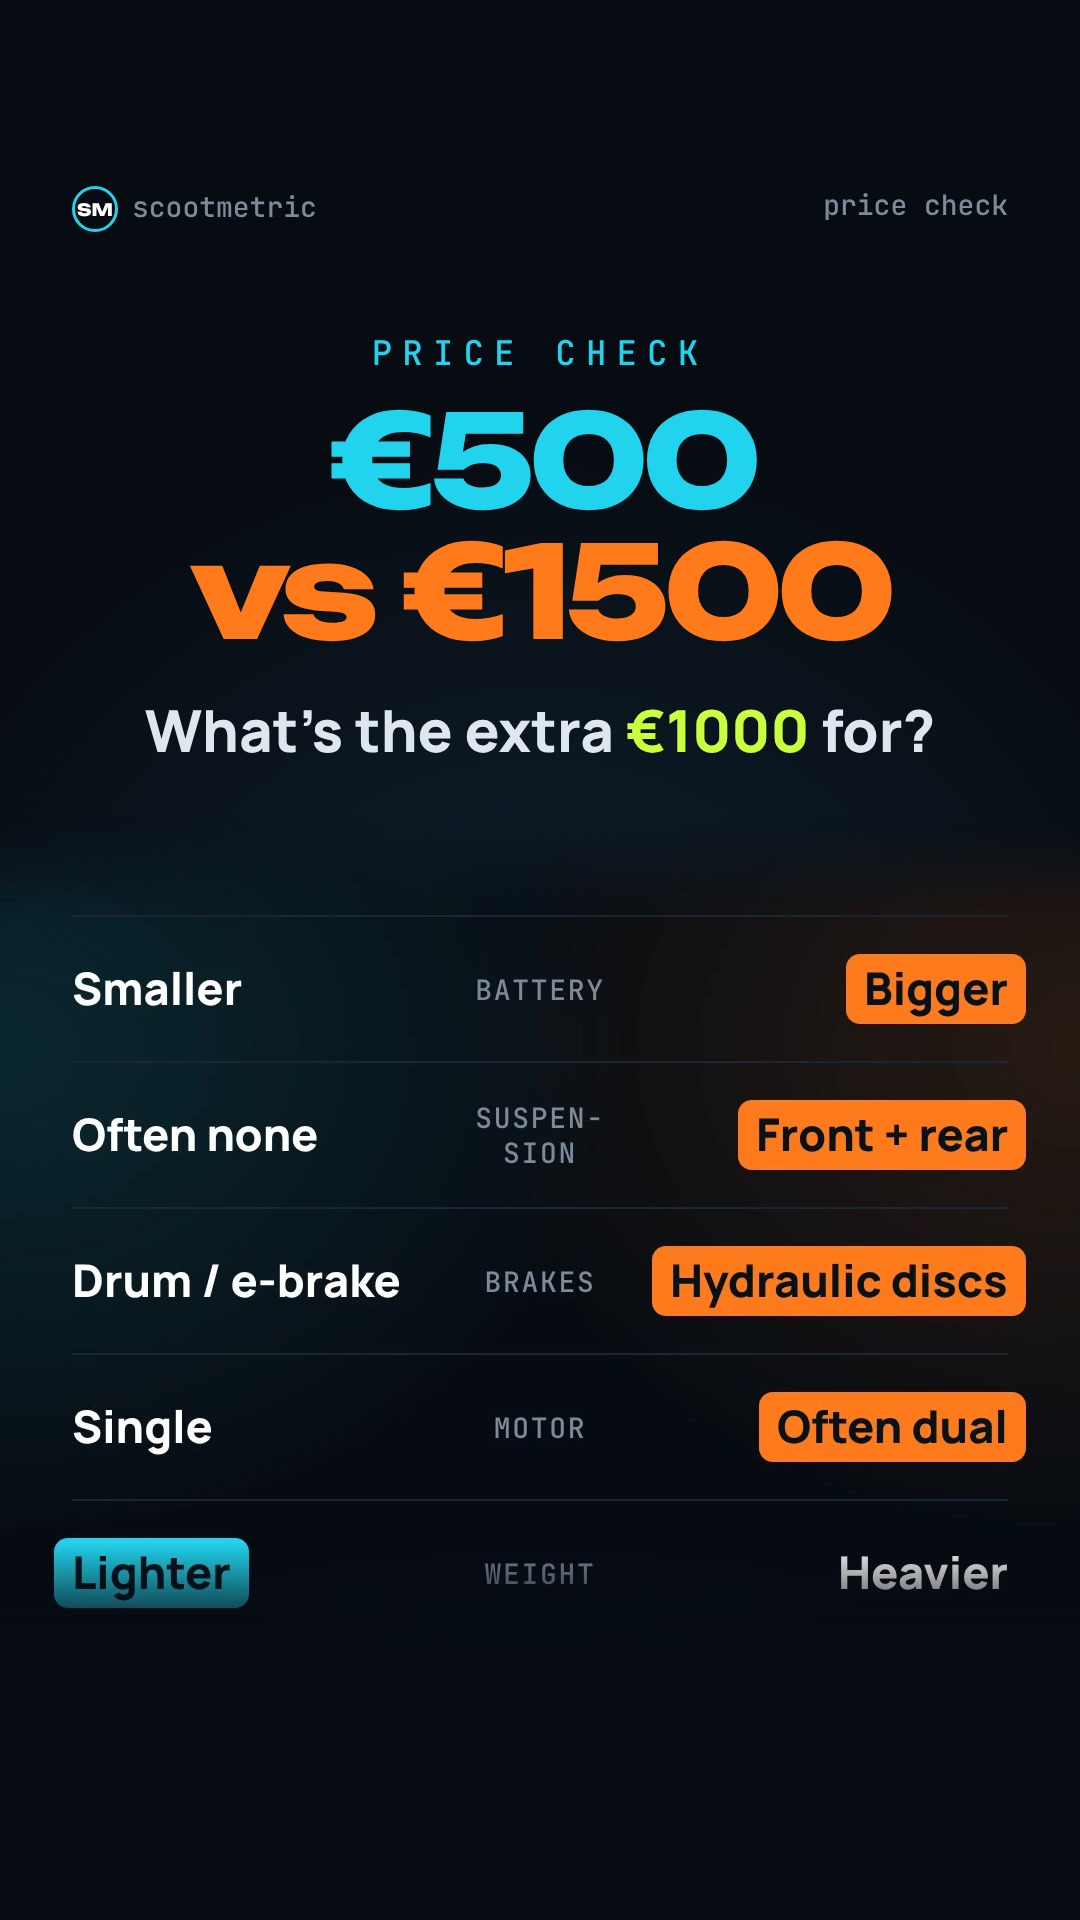 SM scootmetric price check
PRICE CHECK
€500
vs €1500
What’s the extra €1000 for?
Smaller BATTERY Bigger
Often none SUSPEN-
SION Front + rear
Drum / e-brake BRAKES Hydraulic discs
Single MOTOR Often dual
Lighter WEIGHT Heavier